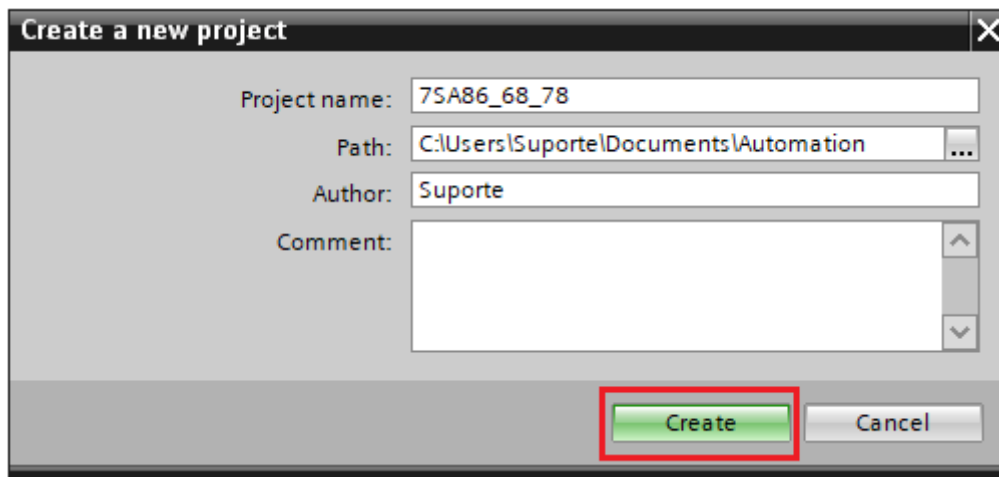 Create a new project
Project name: 7SA86_68_78
Path: C:\Users\Suporte\Documents\Automation ...
Author: Suporte
Comment:
Create Cancel